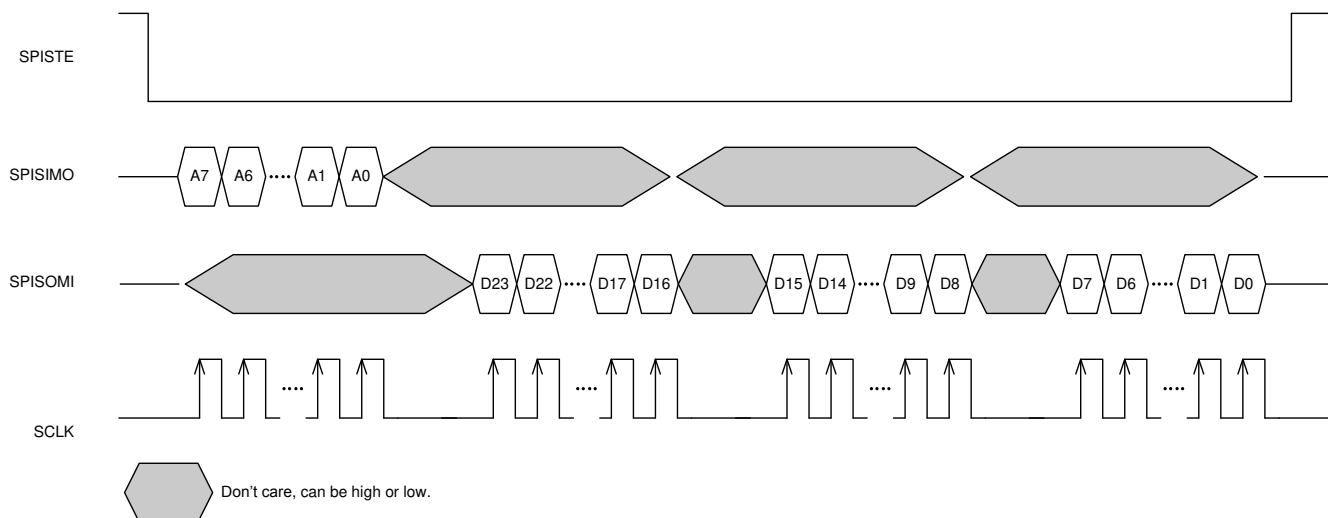 SPISTE
SPISIMO
A7 A6 •••• A1 A0
SPISOMI
D23 D22 •••• D17 D16 D15 D14 •••• D9 D8 D7 D6 •••• D1 D0
•••• •••• •••• ••••
SCLK
Don't care, can be high or low.